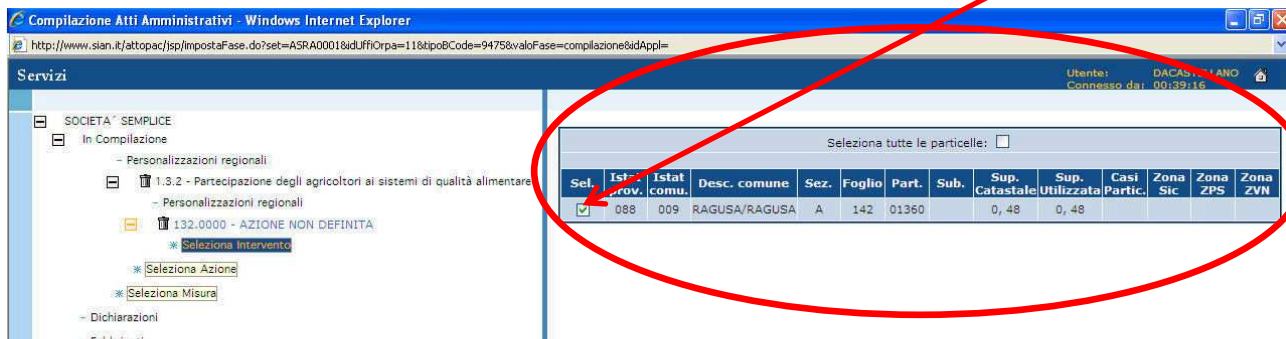 Compilazione Atti Amministrativi - Windows Internet Explorer
http://www.sian.it/attopac/jsp/impostaFase.do?set=ASRA0001&idUffiOrpa=11&tipoBCode=9475&valoFase=compilazione&idAppl=
Servizi
Utente: DACASTELLANO
Connesso da: 00:39:16
SOCIETA´ SEMPLICE
In Compilazione
- Personalizzazioni regionali
1.3.2 - Partecipazione degli agricoltori ai sistemi di qualità alimentare
- Personalizzazioni regionali
132.0000 - AZIONE NON DEFINITA
* Seleziona Intervento
* Seleziona Azione
* Seleziona Misura
- Dichiarazioni
Seleziona tutte le particelle:
Sel. Istat prov. Istat comu. Desc. comune Sez. Foglio Part. Sub. Sup. Catastale Sup. Utilizzata Casi Partic. Zona Sic Zona ZPS Zona ZVN
088 009 RAGUSA/RAGUSA A 142 01360 0, 48 0, 48